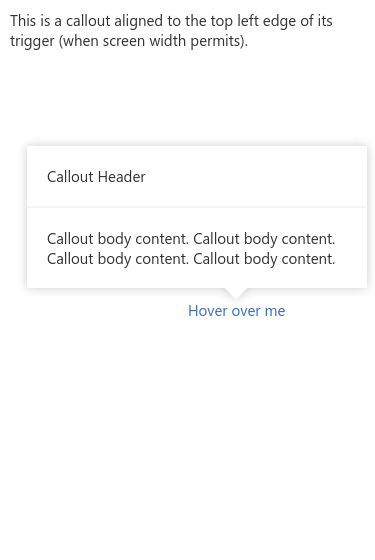 This is a callout aligned to the top left edge of its
trigger (when screen width permits).
Callout Header
Callout body content. Callout body content.
Callout body content. Callout body content.
Hover over me